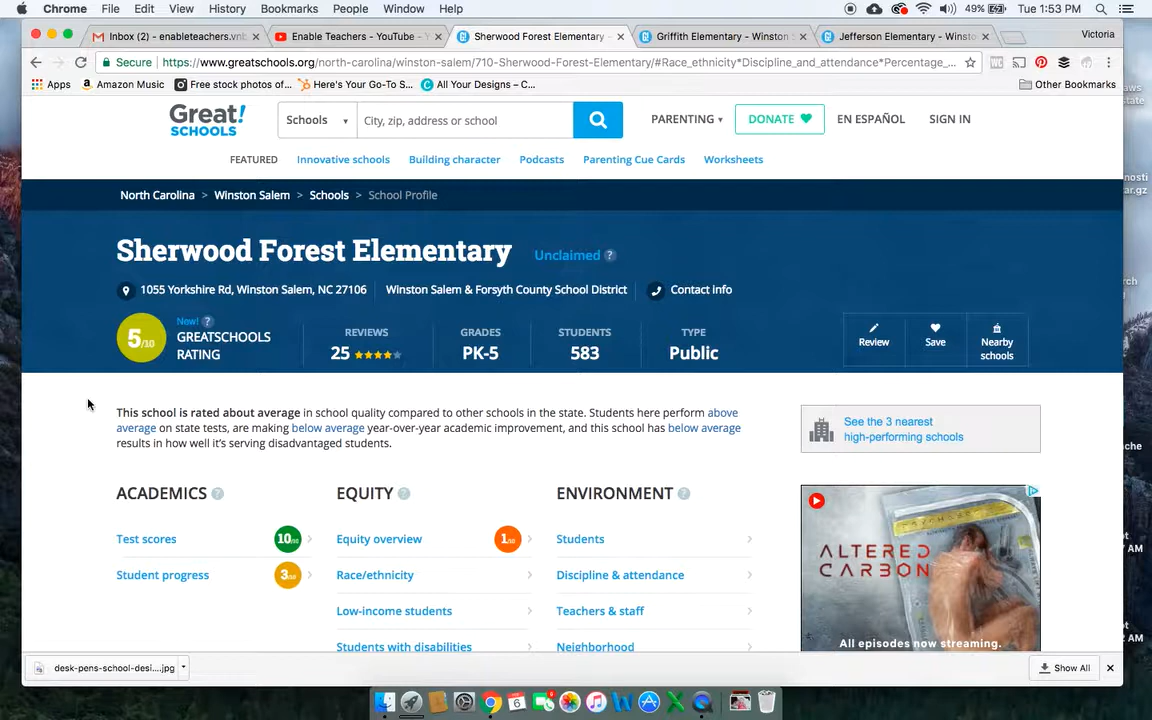 Chrome File Edit View History Bookmarks People Window Help 49% Tue 1:53 PM
Inbox (2) - enableteachers.vnb Enable Teachers - YouTube - Sherwood Forest Elementary - Griffith Elementary - Winston S Jefferson Elementary - Winsto Victoria
Secure https://www.greatschools.org/north-carolina/winston-salem/710-Sherwood-Forest-Elementary/#Race_ethnicity*Discipline_and_attendance*Percentage_...
Apps Amazon Music Free stock photos of... Here's Your Go-To S... All Your Designs – C... Other Bookmarks
Great!
SCHOOLS
Schools City, zip, address or school PARENTING DONATE EN ESPAÑOL SIGN IN
FEATURED Innovative schools Building character Podcasts Parenting Cue Cards Worksheets
North Carolina > Winston Salem > Schools > School Profile
Sherwood Forest Elementary Unclaimed ?
1055 Yorkshire Rd, Winston Salem, NC 27106 Winston Salem & Forsyth County School District Contact info
5/10
New! ?
GREATSCHOOLS
RATING
REVIEWS
25
GRADES
PK-5
STUDENTS
583
TYPE
Public
Review
Save
Nearby
schools
This school is rated about average in school quality compared to other schools in the state. Students here perform above
average on state tests, are making below average year-over-year academic improvement, and this school has below average
results in how well it's serving disadvantaged students.
See the 3 nearest
high-performing schools
ACADEMICS ?
Test scores 10/10
Student progress 3/10
EQUITY ?
Equity overview 1/10
Race/ethnicity
Low-income students
Students with disabilities
ENVIRONMENT ?
Students
Discipline & attendance
Teachers & staff
Neighborhood
ALTERED
CARBON
All episodes now streaming.
desk-pens-school-desi....jpg Show All